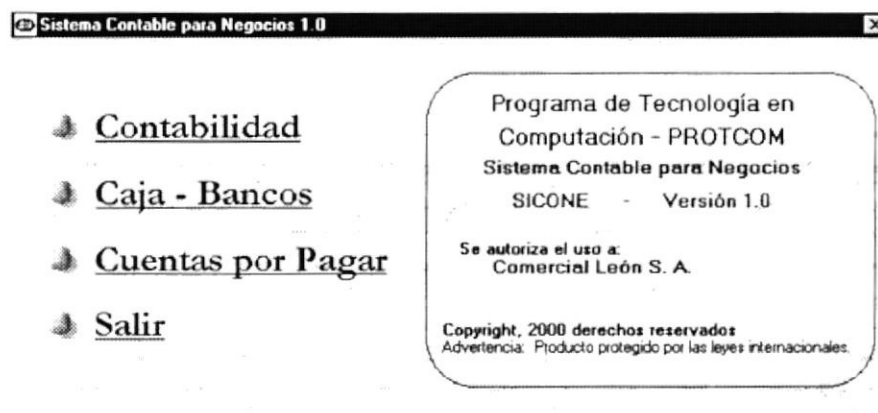 Sistema Contable para Negocios 1.0
Contabilidad
Caja - Bancos
Cuentas por Pagar
Salir
Programa de Tecnología en
Computación - PROTCOM
Sistema Contable para Negocios
SICONE - Versión 1.0
Se autoriza el uso a:
Comercial León S. A.
Copyright, 2000 derechos reservados
Advertencia: Producto protegido por las leyes internacionales.